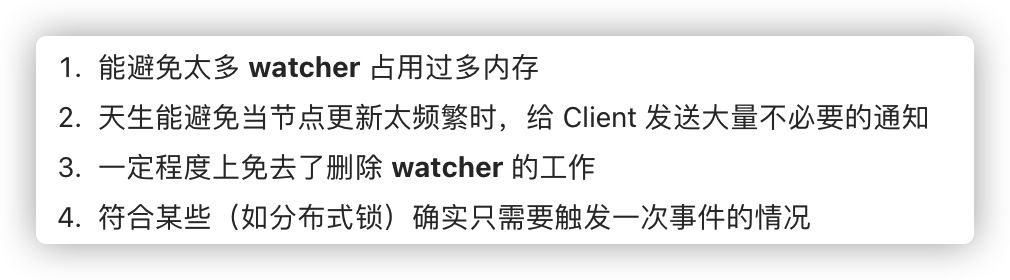 1. 能避免太多 watcher 占用过多内存
2. 天生能避免当节点更新太频繁时，给 Client 发送大量不必要的通知
3. 一定程度上免去了删除 watcher 的工作
4. 符合某些（如分布式锁）确实只需要触发一次事件的情况